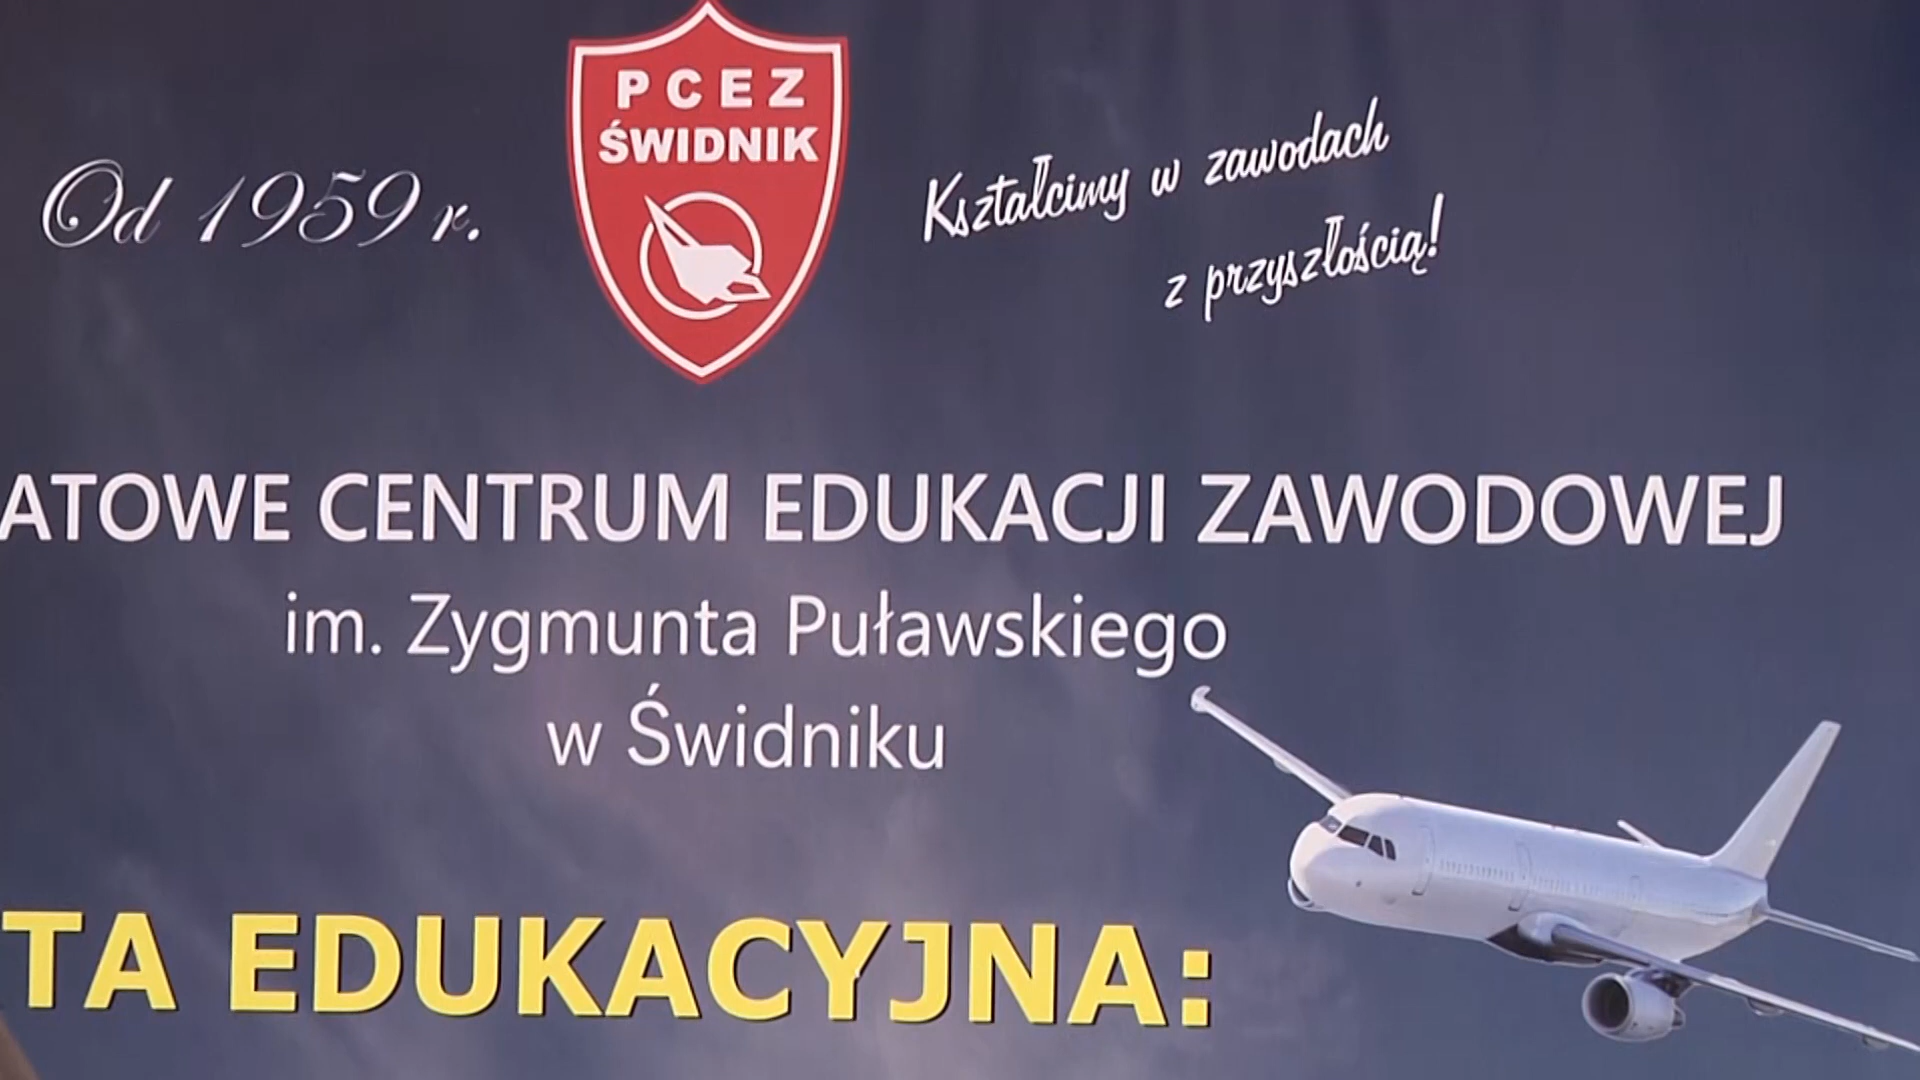 PCEZ
ŚWIDNIK
Od 1959 r.
Kształcimy w zawodach
z przyszłością!
ATOWE CENTRUM EDUKACJI ZAWODOWEJ
im. Zygmunta Puławskiego
w Świdniku
TA EDUKACYJNA: